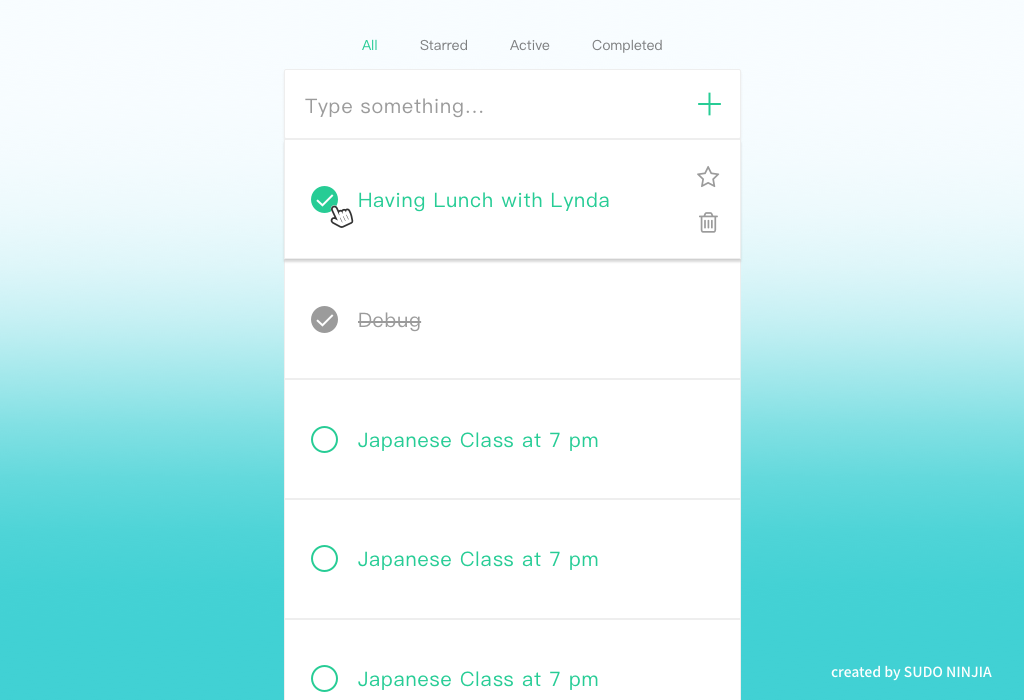 All Starred Active Completed
Type something...
Having Lunch with Lynda
Debug
Japanese Class at 7 pm
Japanese Class at 7 pm
Japanese Class at 7 pm
created by SUDO NINJIA